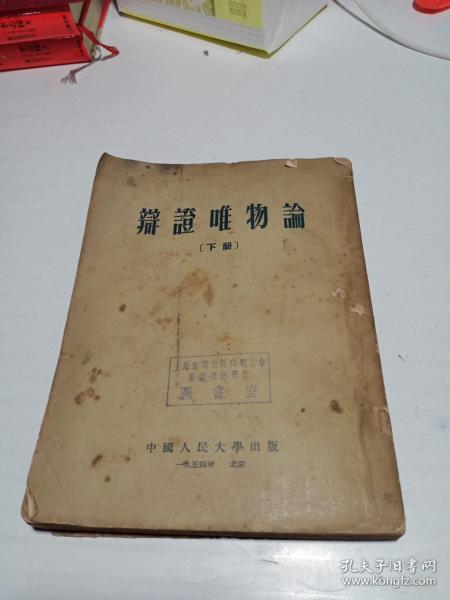 辯證唯物論
〔下册〕
圖書室
中國人民大學出版
一九五四年 北京
孔夫子旧书网
www.kongfz.com